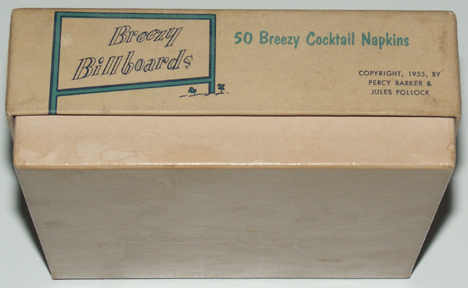 Breezy
Billboards
50 Breezy Cocktail Napkins
COPYRIGHT, 1955, BY
PERCY BARKER &
JULES POLLOCK